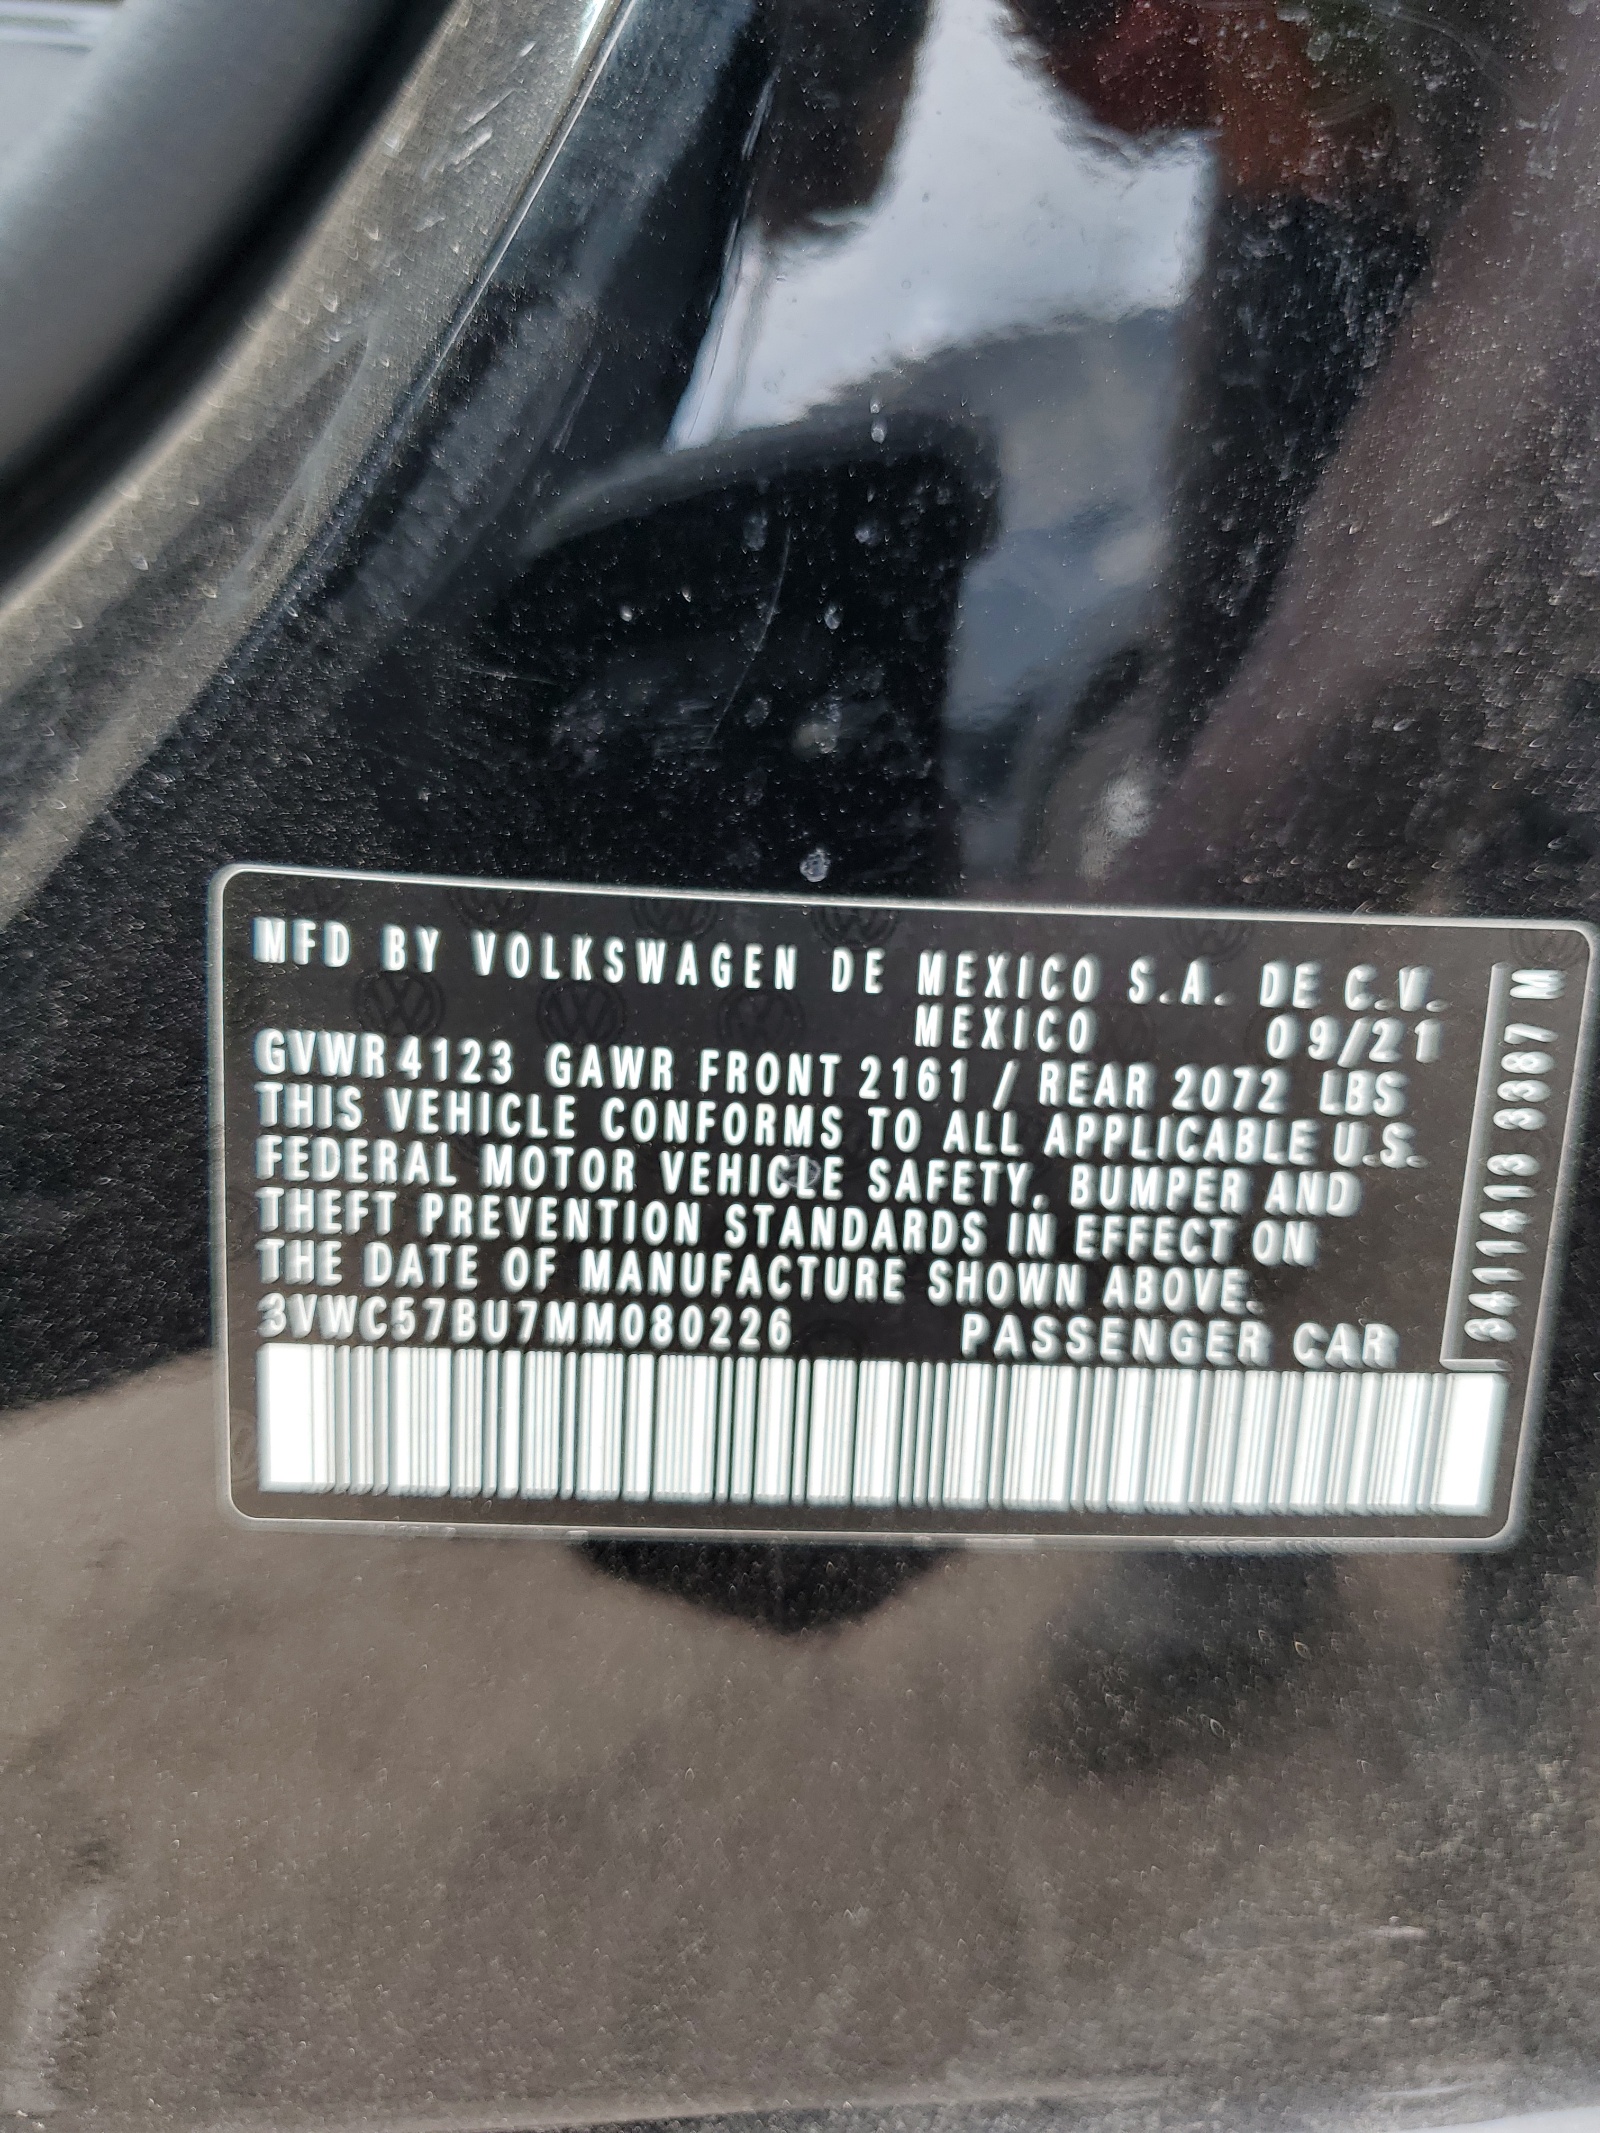 MFD BY VOLKSWAGEN DE MEXICO S.A. DE C.V.
MEXICO 09/21
GVWR 4123 GAWR FRONT 2161 / REAR 2072 LBS
THIS VEHICLE CONFORMS TO ALL APPLICABLE U.S.
FEDERAL MOTOR VEHICLE SAFETY, BUMPER AND
THEFT PREVENTION STANDARDS IN EFFECT ON
THE DATE OF MANUFACTURE SHOWN ABOVE.
3VWC57BU7MM080226 PASSENGER CAR
3411413 3387 M